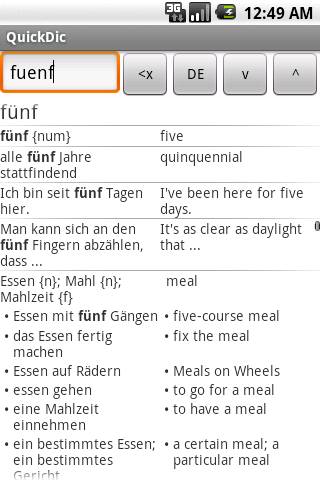 3G 12:49 AM
QuickDic
fuenf <x DE v ^
fünf
fünf {num} five
alle fünf Jahre quinquennial
stattfindend
Ich bin seit fünf Tagen I've been here for five
hier. days.
Man kann sich an den It's as clear as daylight
fünf Fingern abzählen, that ...
dass ...
Essen {n}; Mahl {n}; meal
Mahlzeit {f}
• Essen mit fünf Gängen • five-course meal
• das Essen fertig • fix the meal
machen
• Essen auf Rädern • Meals on Wheels
• essen gehen • to go for a meal
• eine Mahlzeit • to have a meal
einnehmen
• ein bestimmtes Essen; • a certain meal; a
ein bestimmtes particular meal
Gericht